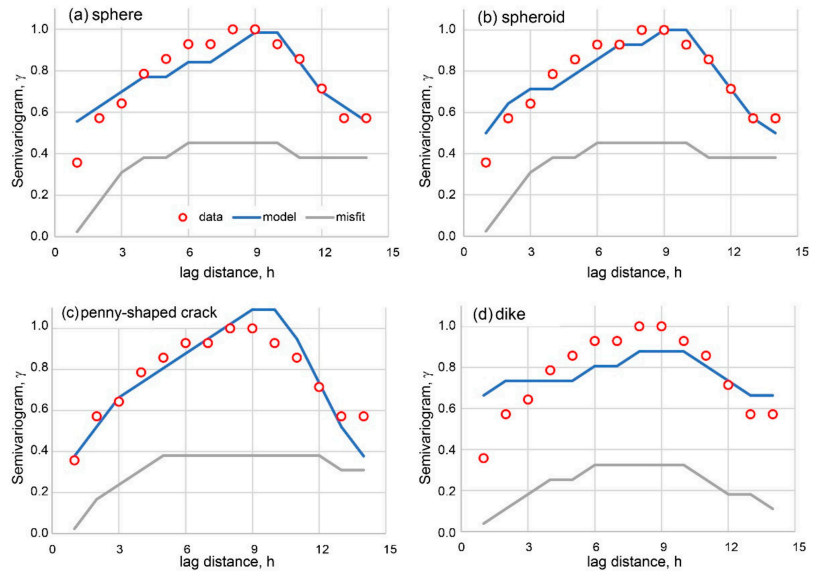 (a) sphere
Semivariogram, γ
1.0
0.8
0.6
0.4
0.2
0.0
data model misfit
0 3 6 9 12 15
lag distance, h
(b) spheroid
Semivariogram, γ
1.0
0.8
0.6
0.4
0.2
0.0
0 3 6 9 12 15
lag distance, h
(c) penny-shaped crack
Semivariogram, γ
1.0
0.8
0.6
0.4
0.2
0.0
0 3 6 9 12 15
lag distance, h
(d) dike
Semivariogram, γ
1.0
0.8
0.6
0.4
0.2
0.0
0 3 6 9 12 15
lag distance, h